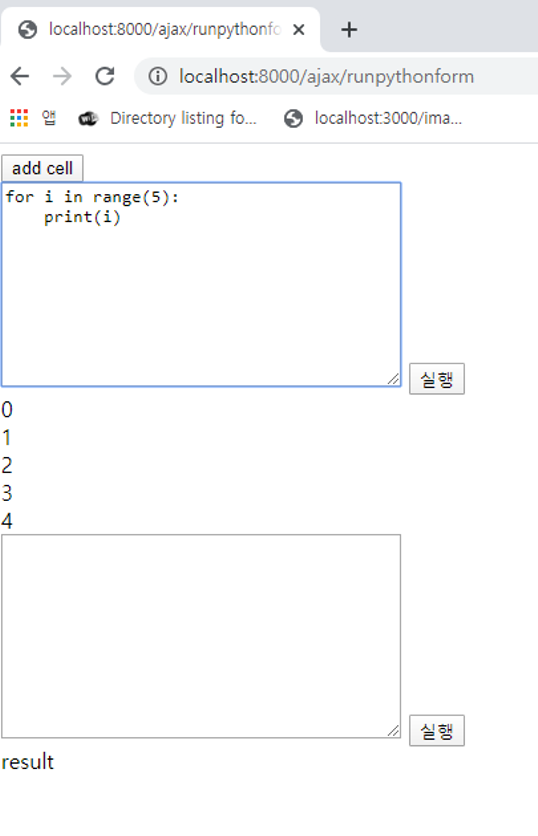 localhost:8000/ajax/runpythonfo
localhost:8000/ajax/runpythonform
앱 Directory listing fo... localhost:3000/ima...
add cell
for i in range(5):
    print(i)
실행
0
1
2
3
4
실행
result